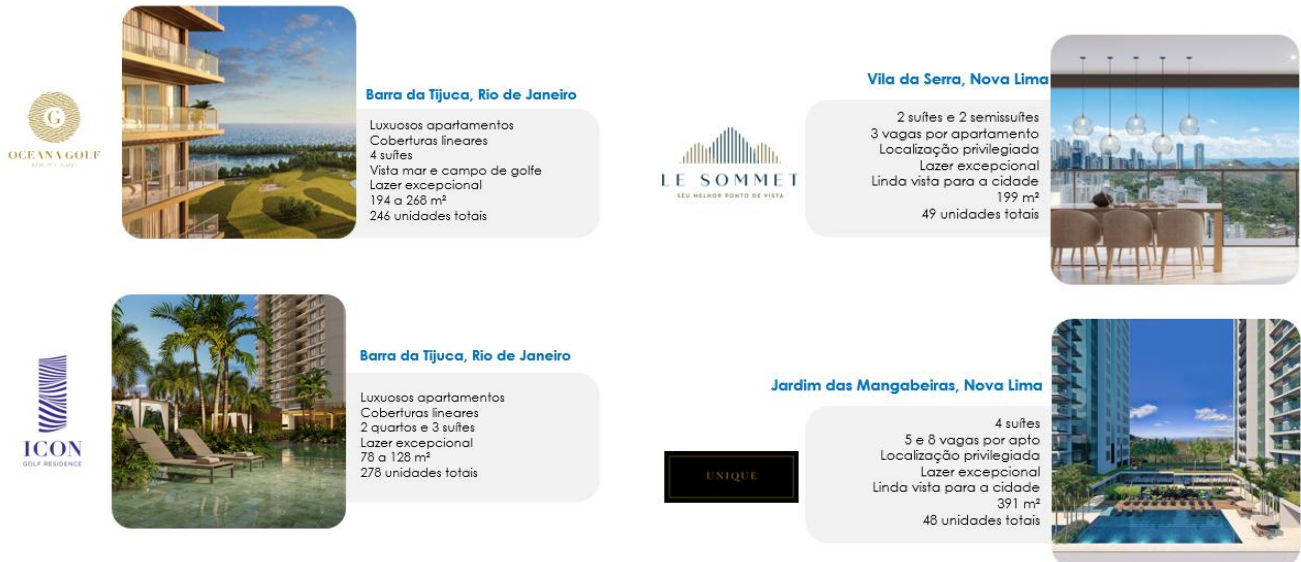 OCEANA GOLF
Barra da Tijuca, Rio de Janeiro
Luxuosos apartamentos
Coberturas lineares
4 suítes
Vista mar e campo de golfe
Lazer excepcional
194 a 268 m²
246 unidades totais
LE SOMMET
SEU MELHOR PONTO DE VISTA
Vila da Serra, Nova Lima
2 suítes e 2 semissuítes
3 vagas por apartamento
Localização privilegiada
Lazer excepcional
Linda vista para a cidade
199 m²
49 unidades totais
ICON
GOLF RESIDENCE
Barra da Tijuca, Rio de Janeiro
Luxuosos apartamentos
Coberturas lineares
2 quartos e 3 suítes
Lazer excepcional
78 a 128 m²
278 unidades totais
UNIQUE
Jardim das Mangabeiras, Nova Lima
4 suítes
5 e 8 vagas por apto
Localização privilegiada
Lazer excepcional
Linda vista para a cidade
391 m²
48 unidades totais